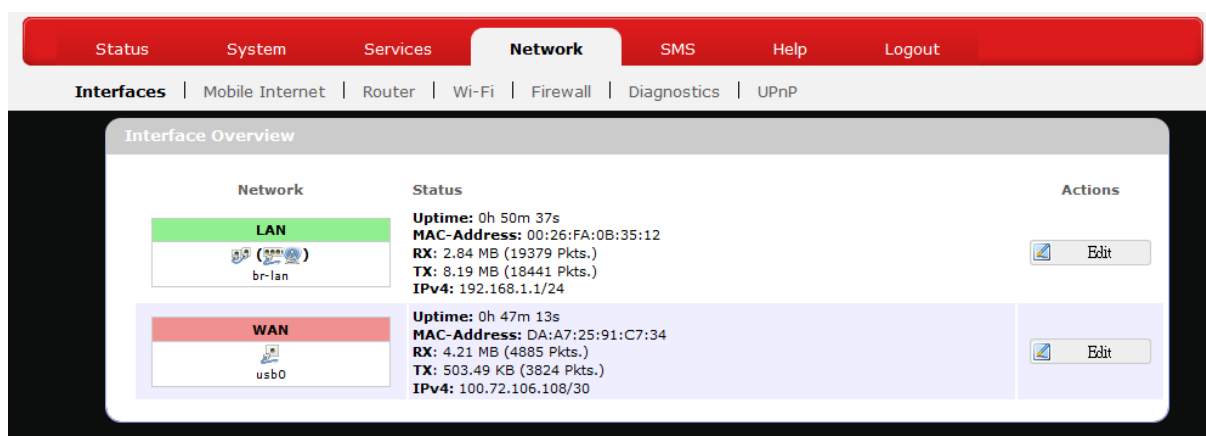 Status System Services Network SMS Help Logout
Interfaces | Mobile Internet | Router | Wi-Fi | Firewall | Diagnostics | UPnP
Interface Overview
Network Status Actions
LAN
br-lan
Uptime: 0h 50m 37s
MAC-Address: 00:26:FA:0B:35:12
RX: 2.84 MB (19379 Pkts.)
TX: 8.19 MB (18441 Pkts.)
IPv4: 192.168.1.1/24
Edit
WAN
usb0
Uptime: 0h 47m 13s
MAC-Address: DA:A7:25:91:C7:34
RX: 4.21 MB (4885 Pkts.)
TX: 503.49 KB (3824 Pkts.)
IPv4: 100.72.106.108/30
Edit